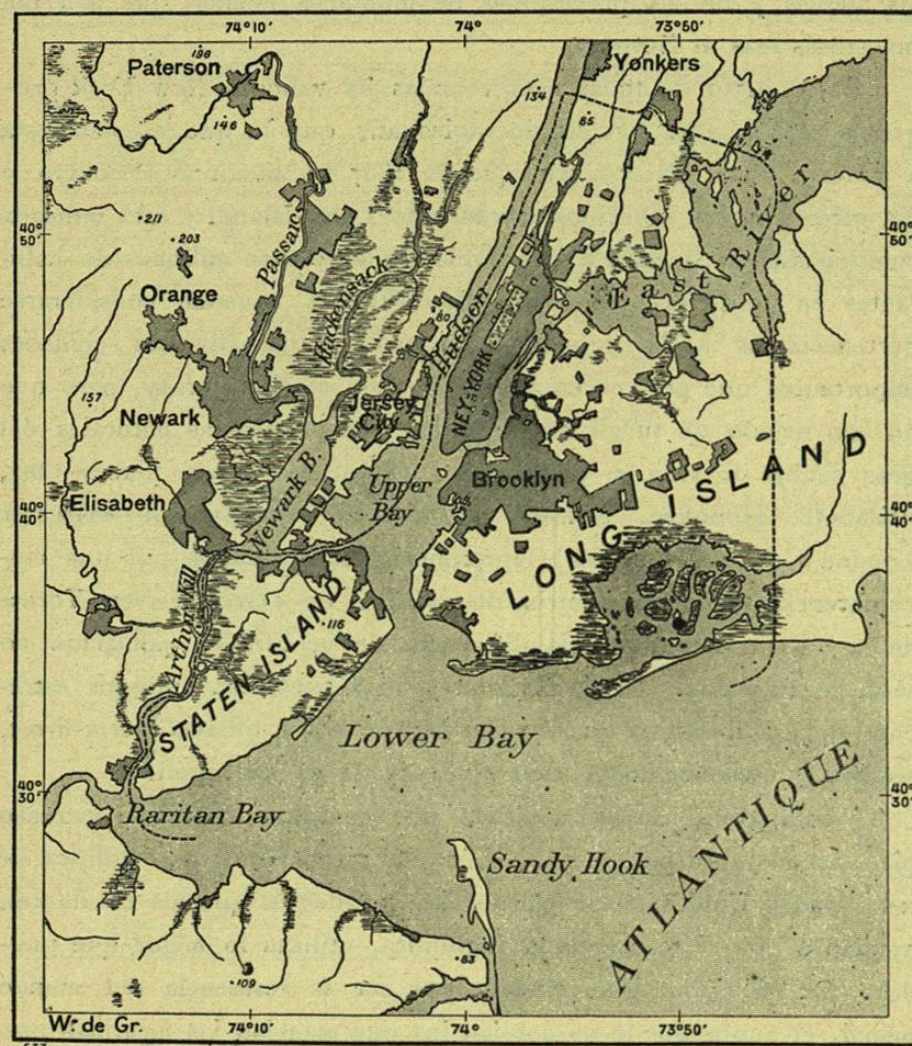 74°10'
74°
73°50'
198
Paterson
146
Yonkers
134
85
40°
50'
211
203
Orange
157
Newark
Passaic
Hackensack
80
Hudson
NEY-YORK
East River
40°
50'
Jersey
City
Newark B.
Elisabeth
Upper
Bay
Brooklyn
LONG ISLAND
40°
40'
40°
40'
Arthur Kill
STATEN ISLAND
116
Lower Bay
40°
30'
40°
30'
Raritan Bay
Sandy Hook
ATLANTIQUE
83
109
W. de Gr.
74°10'
74°
73°50'